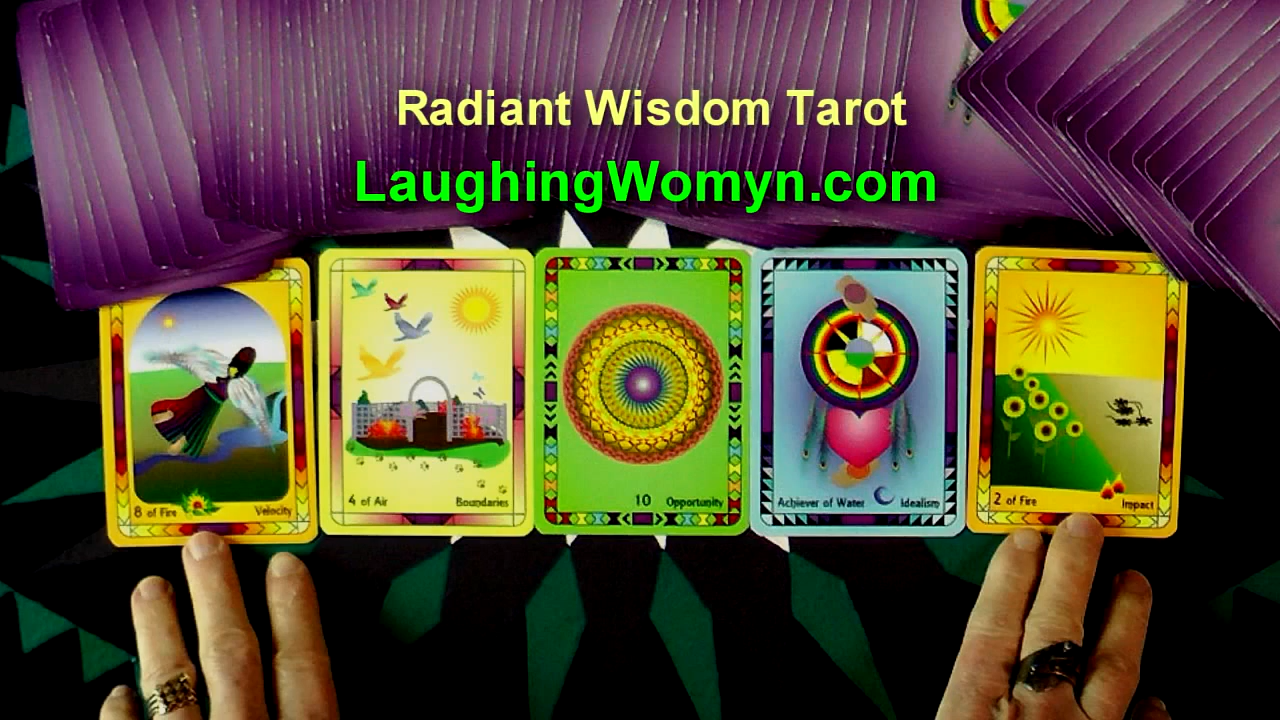 Radiant Wisdom Tarot
LaughingWomyn.com
8 of Fire Velocity
4 of Air Boundaries
10 Opportunity
Achiever of Water Idealism
2 of Fire Impact